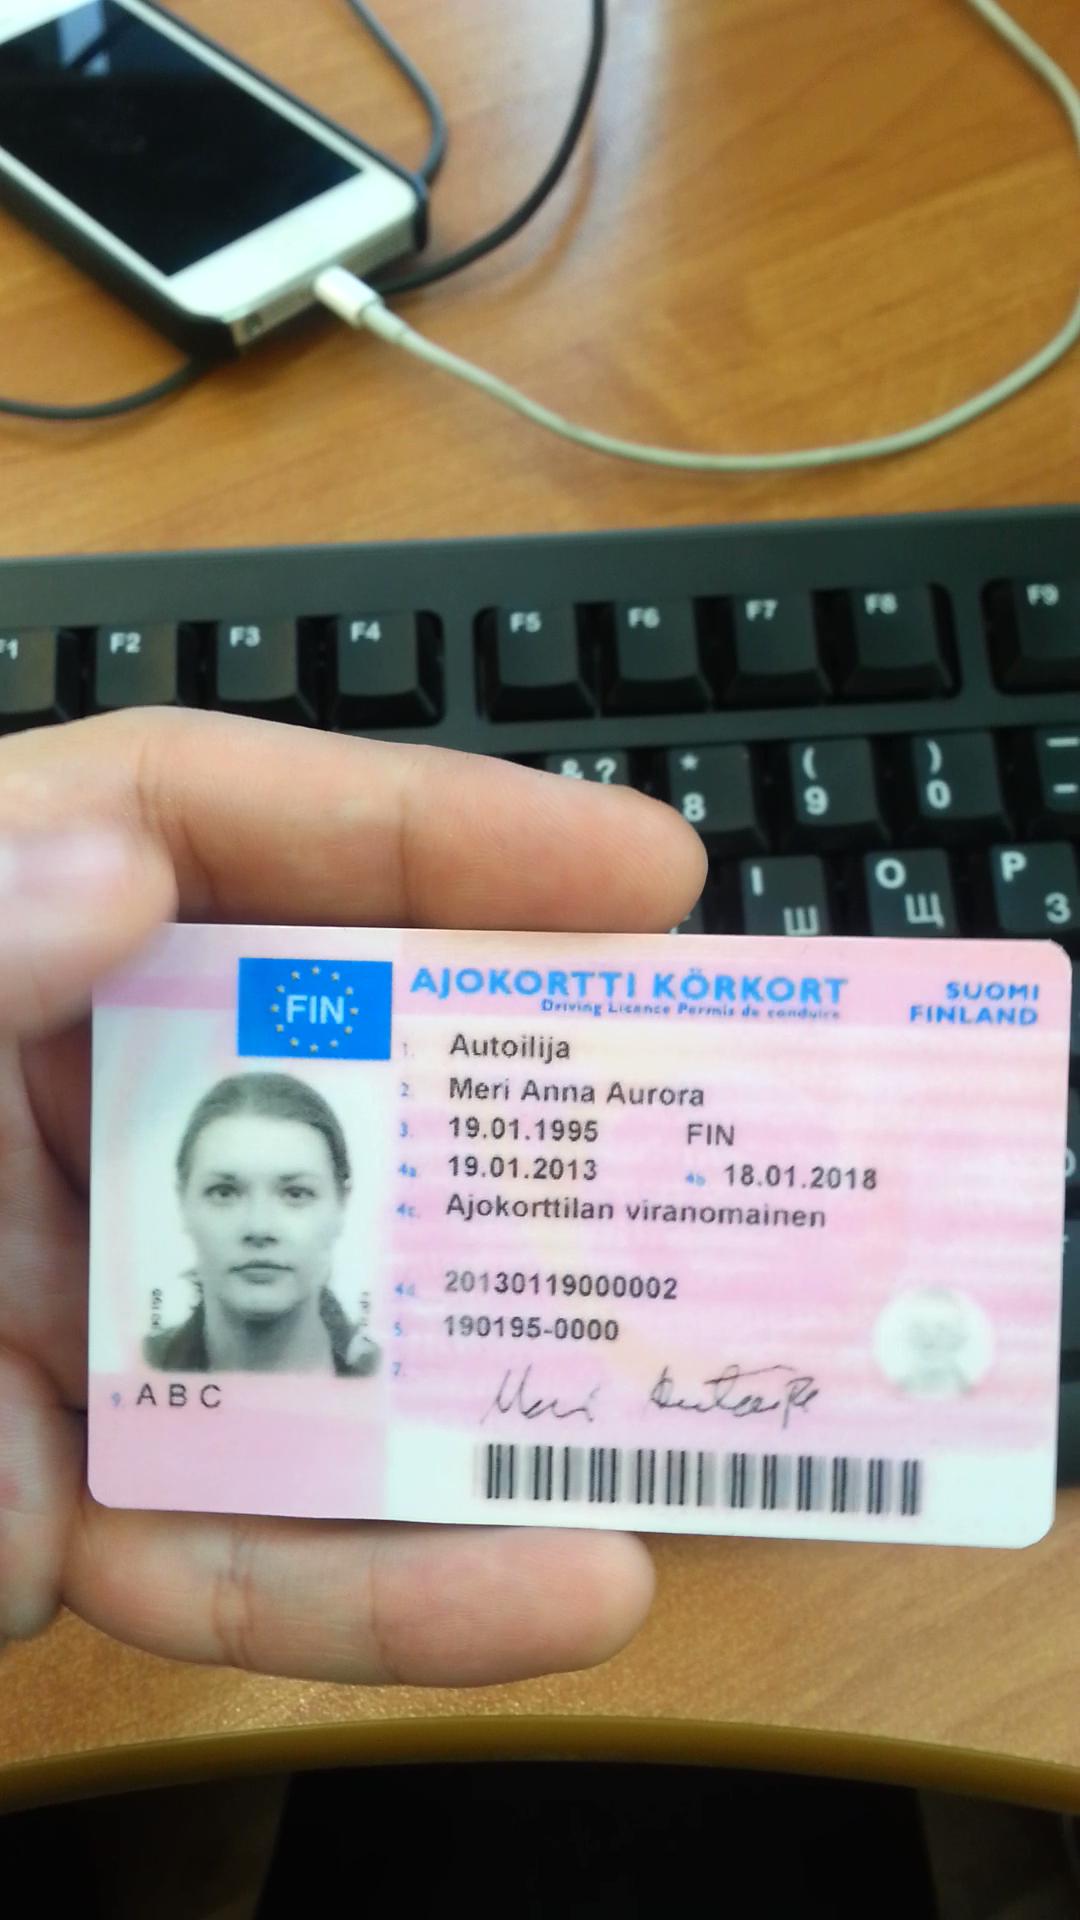 F1 F2 F3 F4 F5 F6 F7 F8 F9
& ? * ( ) —
8 9 0 -
I O P
Ш Щ З
FIN
AJOKORTTI KÖRKORT
Driving Licence Permis de conduire
SUOMI
FINLAND
1. Autoilija
2. Meri Anna Aurora
3. 19.01.1995 FIN
4a. 19.01.2013 4b. 18.01.2018
4c. Ajokorttilan viranomainen
4d. 20130119000002
5. 190195-0000
7. Meri Autoilija
9. A B C